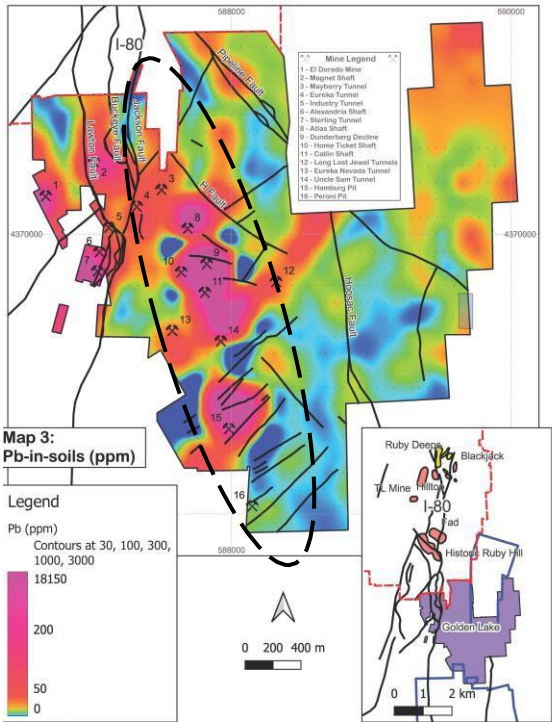 588000
590000
I-80
Pipeline Fault
Mine Legend
1 - El Dorado Mine
2 - Magnet Shaft
3 - Mayberry Tunnel
4 - Eureka Tunnel
5 - Industry Tunnel
6 - Alexandria Shaft
7 - Sterling Tunnel
8 - Atlas Shaft
9 - Dunderberg Decline
10 - Home Ticket Shaft
11 - Catlin Shaft
12 - Long Lost Jewel Tunnels
13 - Eureka Nevada Tunnel
14 - Uncle Sam Tunnel
15 - Hamburg Pit
16 - Peroni Pit
Lawton Fault
Buckeye Fault
Jackson Fault
1
2
3
4
5
6
7
8
9
10
11
12
13
14
15
16
H Fault
Hoosac Fault
4370000
4370000
588000
Map 3:
Pb-in-soils (ppm)
Legend
Pb (ppm)
Contours at 30, 100, 300,
1000, 3000
18150
200
50
0
0 200 400 m
Ruby Deeps
Blackjack
TL Mine
Hilltop
I-80
Fad
Historic Ruby Hill
Golden Lake
0 1 2 km